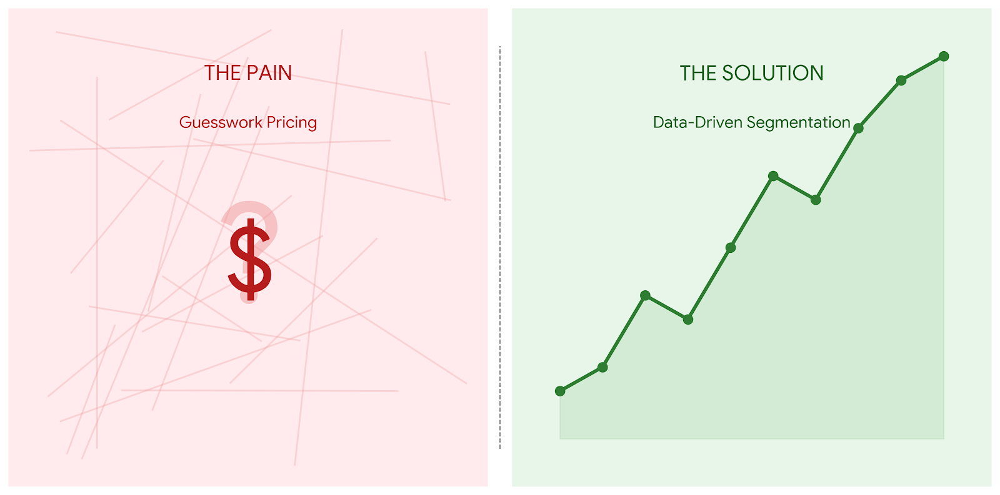 THE PAIN
Guesswork Pricing
?
$
THE SOLUTION
Data-Driven Segmentation